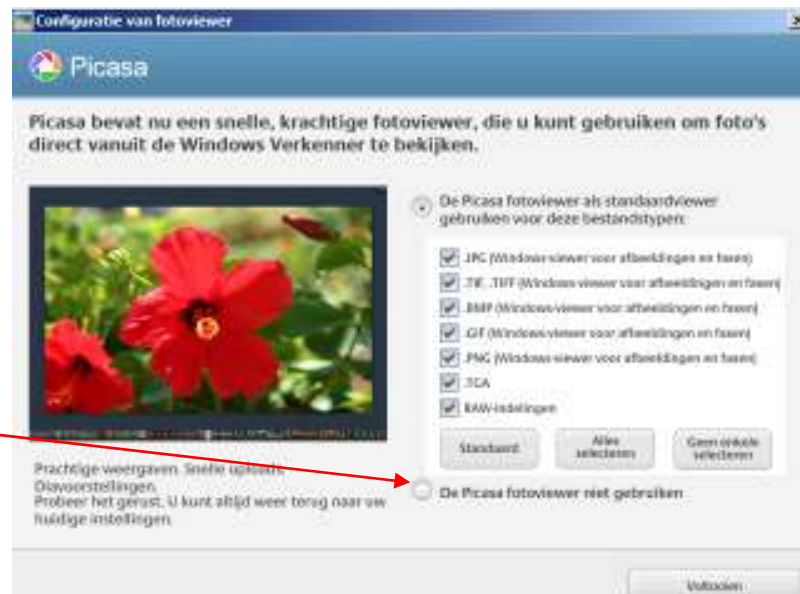 Configuratie van fotoviewer
Picasa
Picasa bevat nu een snelle, krachtige fotoviewer, die u kunt gebruiken om foto's
direct vanuit de Windows Verkenner te bekijken.
De Picasa fotoviewer als standaardviewer
gebruiken voor deze bestandstypen:
.JPG (Windows-viewer voor afbeeldingen en faxen)
.TIF, .TIFF (Windows-viewer voor afbeeldingen en faxen)
.BMP (Windows-viewer voor afbeeldingen en faxen)
.GIF (Windows-viewer voor afbeeldingen en faxen)
.PNG (Windows-viewer voor afbeeldingen en faxen)
.TGA
RAW-indelingen
Standaard
Alles
selecteren
Geen enkele
selecteren
Prachtige weergaven. Snelle uploads.
Diavoorstellingen.
Probeer het gerust. U kunt altijd weer terug naar uw
huidige instellingen.
De Picasa fotoviewer niet gebruiken
Voltooien